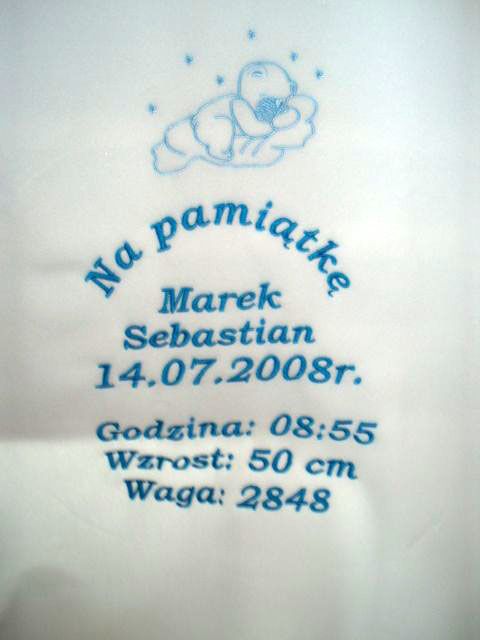 Na pamiątkę
Marek
Sebastian
14.07.2008r.
Godzina: 08:55
Wzrost: 50 cm
Waga: 2848